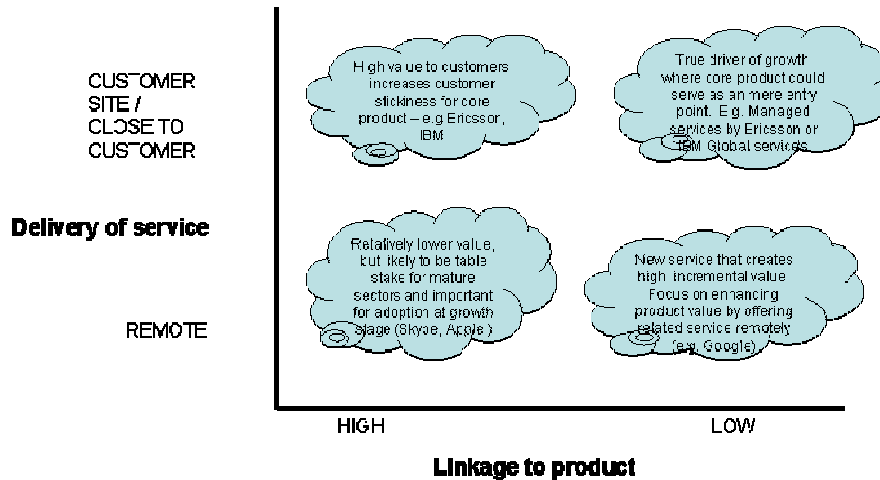 CUSTOMER
SITE /
CLOSE TO
CUSTOMER
High value to customers
increases customer
stickiness for core
product – e.g Ericsson,
IBM
True driver of growth
where core product could
serve as an mere entry
point. E.g. Managed
services by Ericsson or
IBM Global services
Delivery of service
Relatively lower value,
but likely to be table
stake for mature
sectors and important
for adoption at growth
stage (Skype, Apple )
New service that creates
high incremental value
Focus on enhancing
product value by offering
related service remotely
(e.g. Google)
REMOTE
HIGH
LOW
Linkage to product